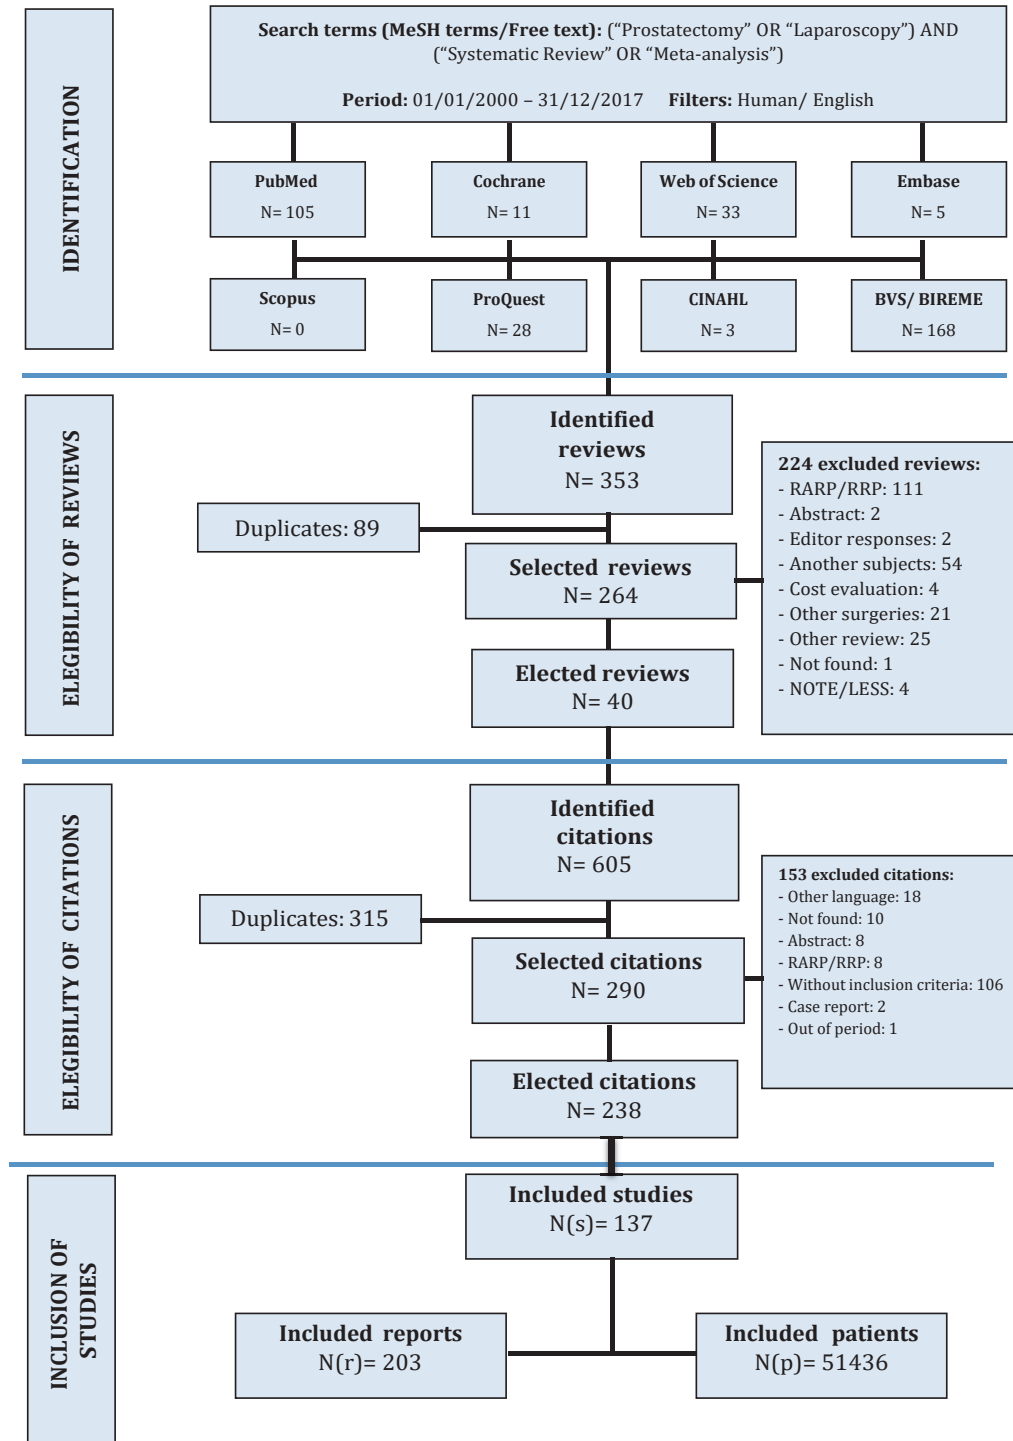 IDENTIFICATION
Search terms (MeSH terms/Free text): (“Prostatectomy” OR “Laparoscopy”) AND
(“Systematic Review” OR “Meta-analysis”)
Period: 01/01/2000 – 31/12/2017 Filters: Human/ English
PubMed
N= 105
Cochrane
N= 11
Web of Science
N= 33
Embase
N= 5
Scopus
N= 0
ProQuest
N= 28
CINAHL
N= 3
BVS/ BIREME
N= 168
ELEGIBILITY OF REVIEWS
Identified
reviews
N= 353
Duplicates: 89
Selected reviews
N= 264
Elected reviews
N= 40
224 excluded reviews:
- RARP/RRP: 111
- Abstract: 2
- Editor responses: 2
- Another subjects: 54
- Cost evaluation: 4
- Other surgeries: 21
- Other review: 25
- Not found: 1
- NOTE/LESS: 4
ELEGIBILITY OF CITATIONS
Identified
citations
N= 605
Duplicates: 315
Selected citations
N= 290
Elected citations
N= 238
153 excluded citations:
- Other language: 18
- Not found: 10
- Abstract: 8
- RARP/RRP: 8
- Without inclusion criteria: 106
- Case report: 2
- Out of period: 1
INCLUSION OF
STUDIES
Included studies
N(s)= 137
Included reports
N(r)= 203
Included patients
N(p)= 51436